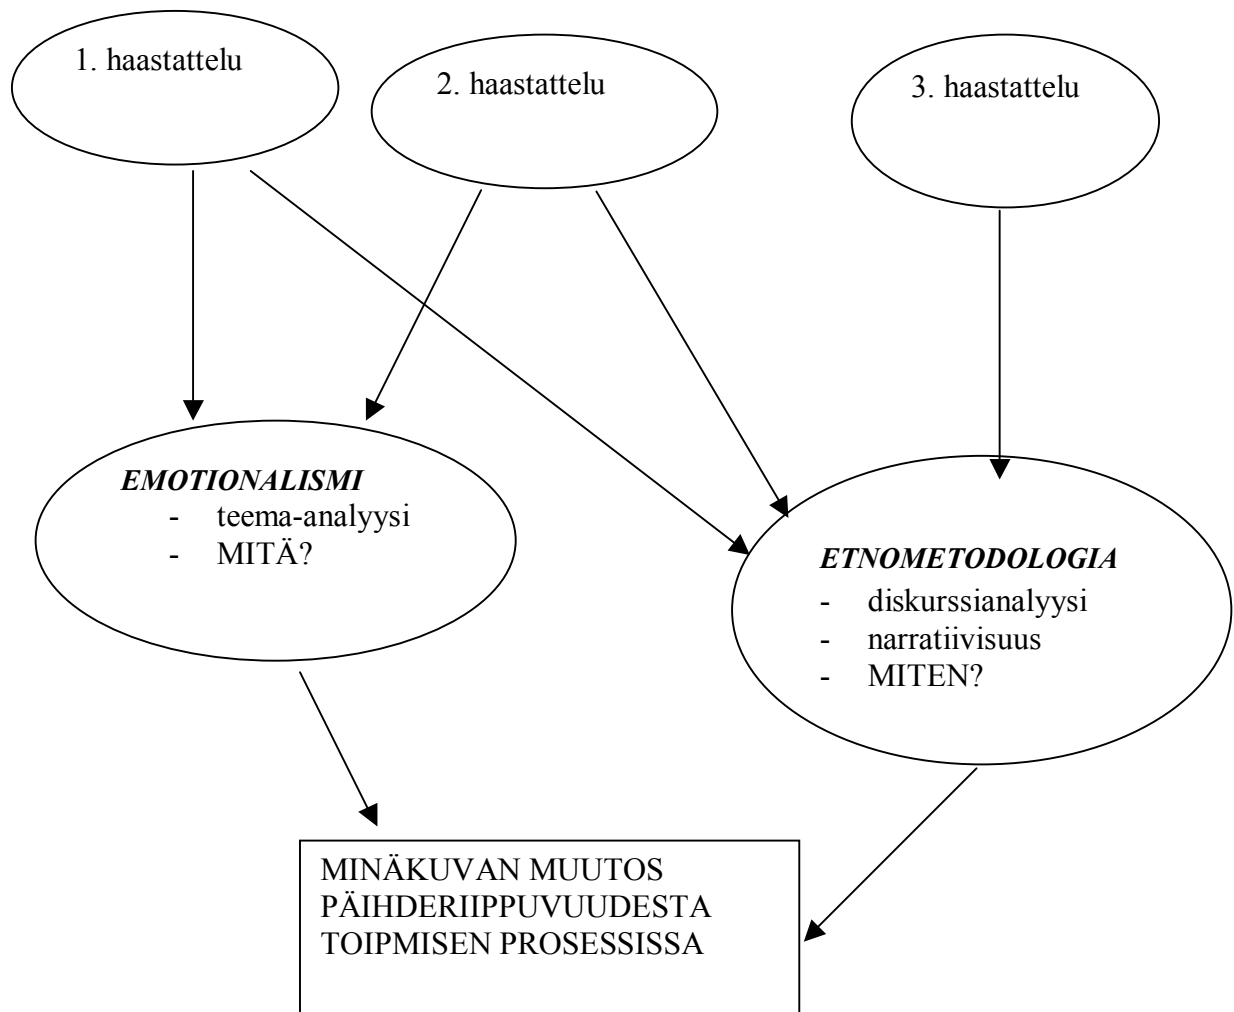 1. haastattelu
2. haastattelu
3. haastattelu
EMOTIONALISMI
- teema-analyysi
- MITÄ?
ETNOMETODOLOGIA
- diskurssianalyysi
- narratiivisuus
- MITEN?
MINÄKUVAN MUUTOS
PÄIHDERIIPPUVUUDESTA
TOIPMISEN PROSESSISSA